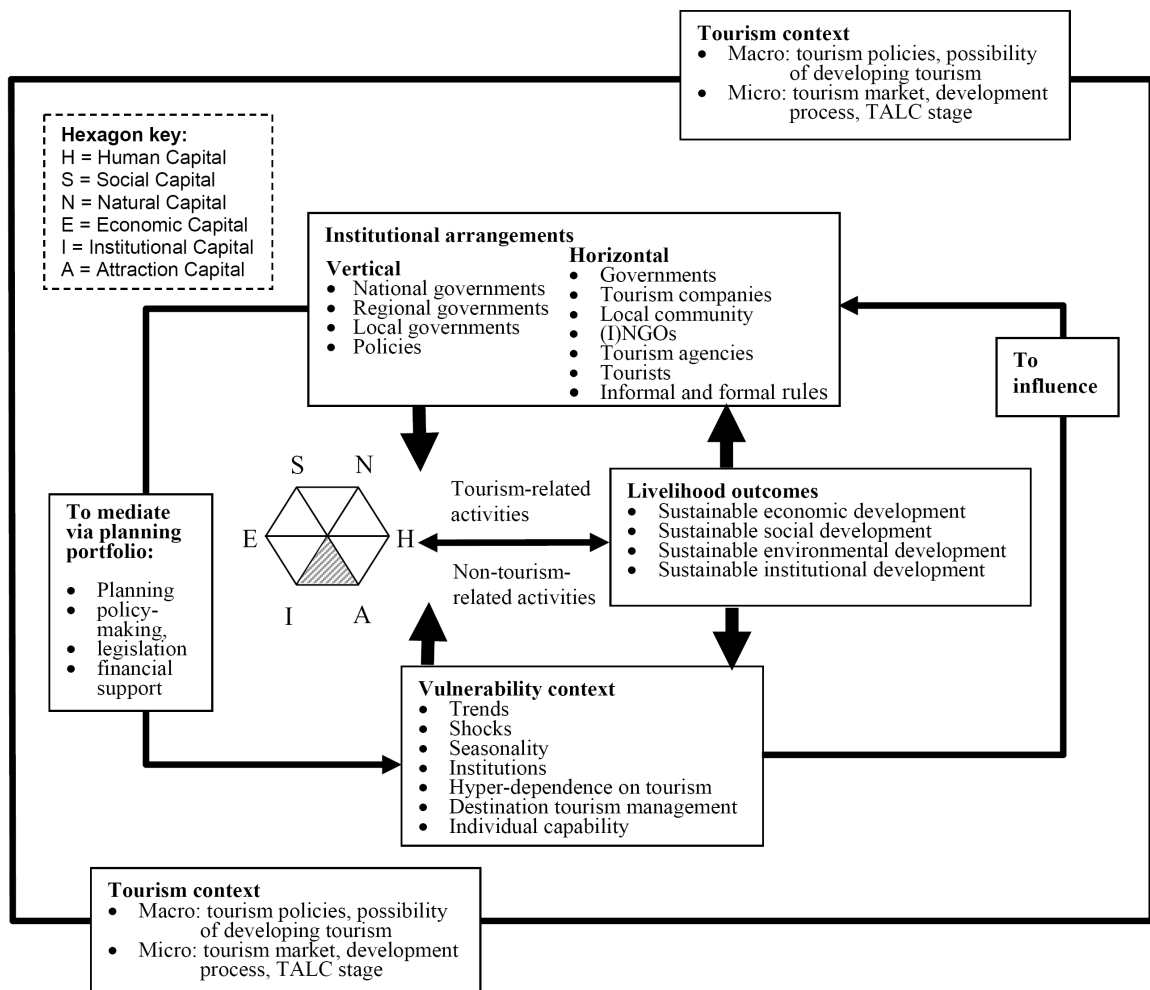 Tourism context
• Macro: tourism policies, possibility
of developing tourism
• Micro: tourism market, development
process, TALC stage
Hexagon key:
H = Human Capital
S = Social Capital
N = Natural Capital
E = Economic Capital
I = Institutional Capital
A = Attraction Capital
Institutional arrangements
Vertical
• National governments
• Regional governments
• Local governments
• Policies
Horizontal
• Governments
• Tourism companies
• Local community
• (I)NGOs
• Tourism agencies
• Tourists
• Informal and formal rules
To
influence
S
N
E
H
I
A
Tourism-related
activities
Non-tourism-
related activities
Livelihood outcomes
• Sustainable economic development
• Sustainable social development
• Sustainable environmental development
• Sustainable institutional development
To mediate
via planning
portfolio:
• Planning
• policy-
making,
• legislation
• financial
support
Vulnerability context
• Trends
• Shocks
• Seasonality
• Institutions
• Hyper-dependence on tourism
• Destination tourism management
• Individual capability
Tourism context
• Macro: tourism policies, possibility
of developing tourism
• Micro: tourism market, development
process, TALC stage